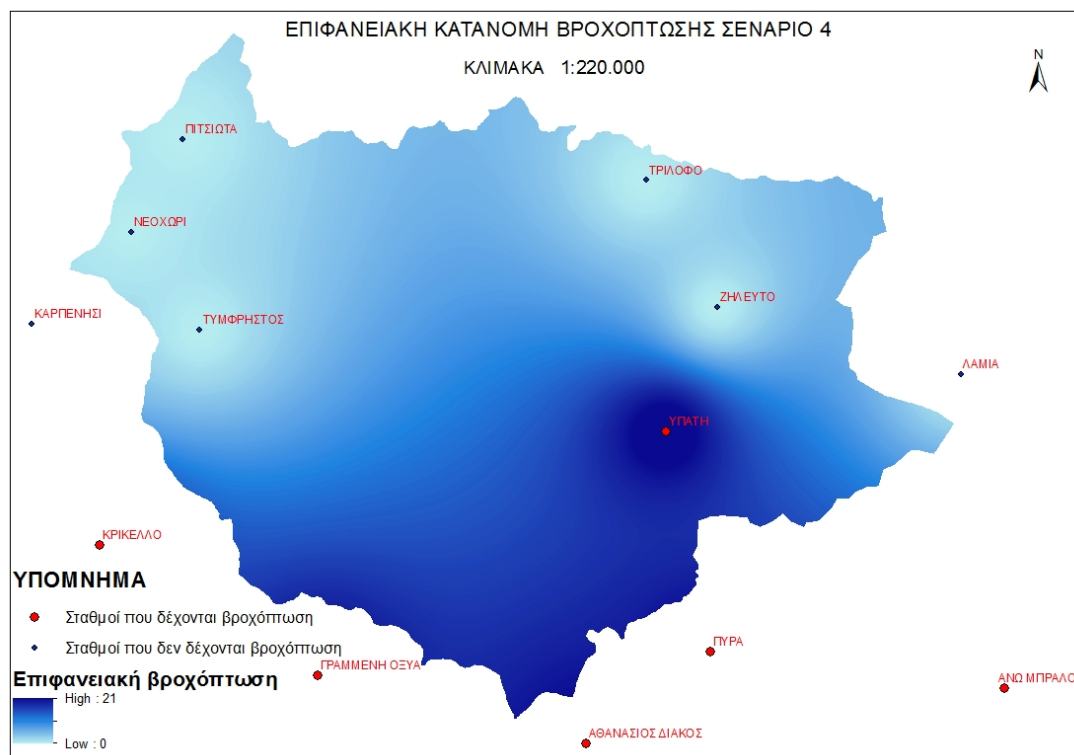 ΕΠΙΦΑΝΕΙΑΚΗ ΚΑΤΑΝΟΜΗ ΒΡΟΧΟΠΤΩΣΗΣ ΣΕΝΑΡΙΟ 4
ΚΛΙΜΑΚΑ 1:220.000
N
ΠΙΤΣΙΩΤΑ
ΤΡΙΛΟΦΟ
ΝΕΟΧΩΡΙ
ΖΗΛΕΥΤΟ
ΚΑΡΠΕΝΗΣΙ
ΤΥΜΦΡΗΣΤΟΣ
ΛΑΜΙΑ
ΥΠΑΤΗ
ΚΡΙΚΕΛΛΟ
ΥΠΟΜΝΗΜΑ
Σταθμοί που δέχονται βροχόπτωση
Σταθμοί που δεν δέχονται βροχόπτωση
ΠΥΡΑ
ΓΡΑΜΜΕΝΗ ΟΞΥΑ
ΑΝΩ ΜΠΡΑΛΟ
Επιφανειακή βροχόπτωση
High : 21
Low : 0
ΑΘΑΝΑΣΙΟΣ ΔΙΑΚΟΣ